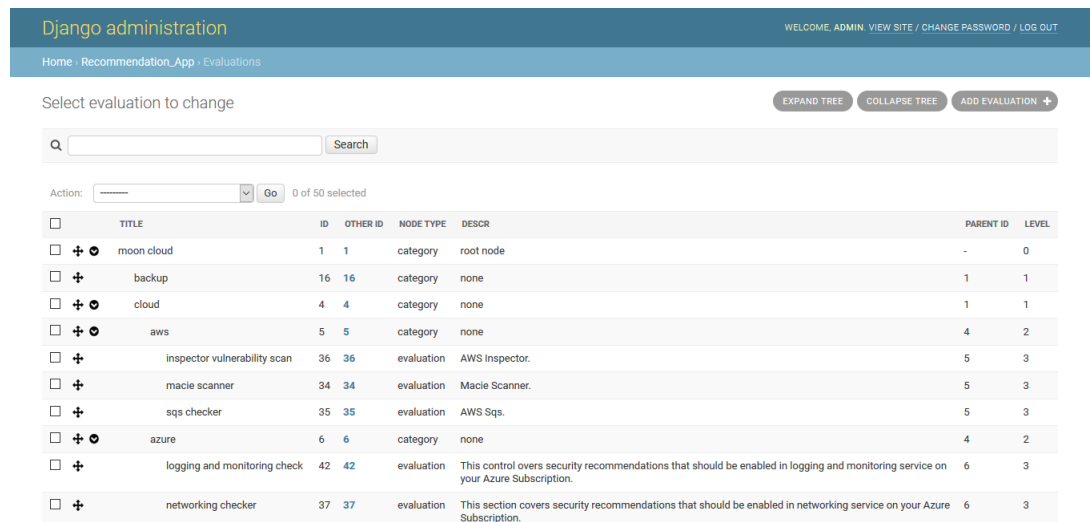 Django administration
WELCOME, ADMIN. VIEW SITE / CHANGE PASSWORD / LOG OUT
Home › Recommendation_App › Evaluations
Select evaluation to change
EXPAND TREE COLLAPSE TREE ADD EVALUATION +
Search
Action: --------- Go 0 of 50 selected
TITLE ID OTHER ID NODE TYPE DESCR PARENT ID LEVEL
moon cloud 1 1 category root node - 0
backup 16 16 category none 1 1
cloud 4 4 category none 1 1
aws 5 5 category none 4 2
inspector vulnerability scan 36 36 evaluation AWS Inspector. 5 3
macie scanner 34 34 evaluation Macie Scanner. 5 3
sqs checker 35 35 evaluation AWS Sqs. 5 3
azure 6 6 category none 4 2
logging and monitoring check 42 42 evaluation This control overs security recommendations that should be enabled in logging and monitoring service on 6 3
your Azure Subscription.
networking checker 37 37 evaluation This section covers security recommendations that should be enabled in networking service on your Azure 6 3
Subscription.